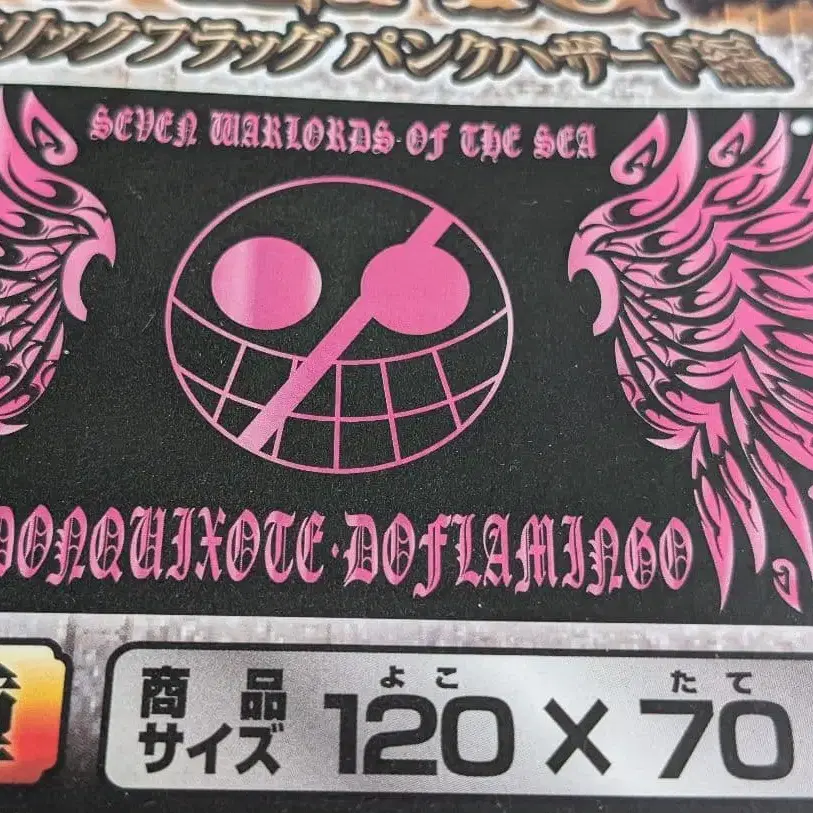 リックフラッグ パンクハザード編
SEVEN WARLORDS OF THE SEA
DONQUIXOTE・DOFLAMINGO
商品サイズ
よこ
たて
120×70